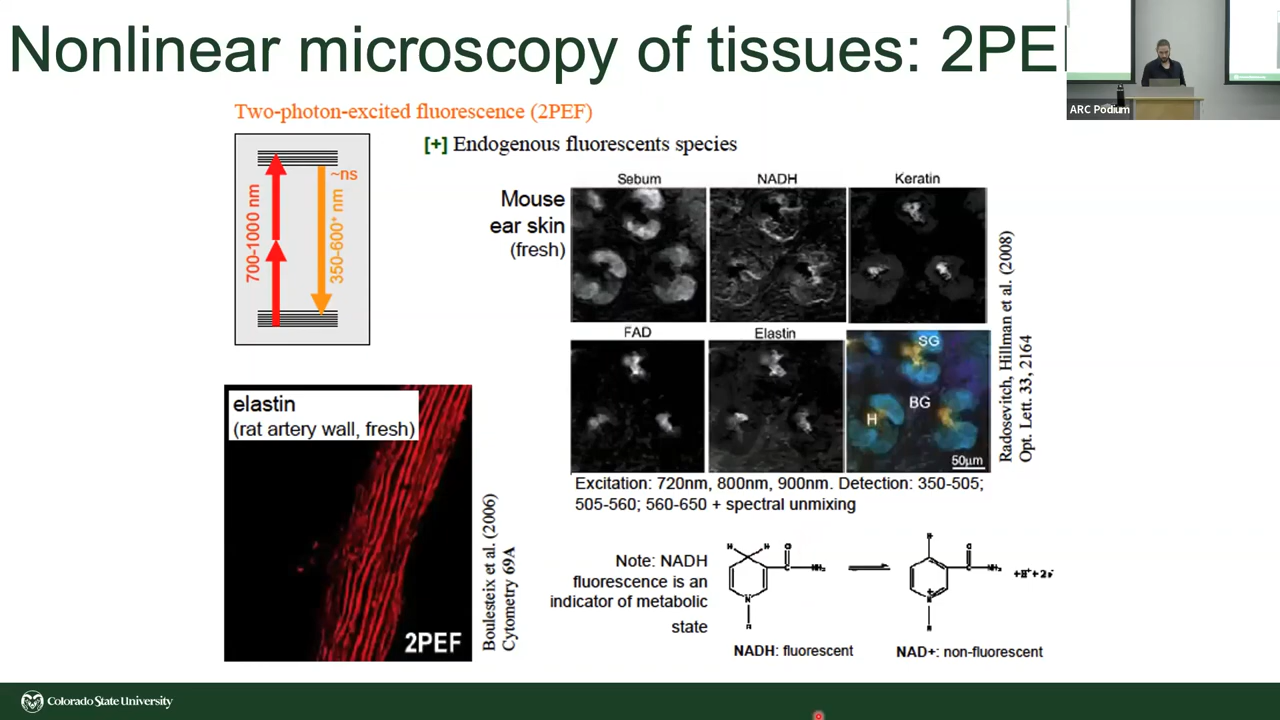 Nonlinear microscopy of tissues: 2PE
ARC Podium
Two-photon-excited fluorescence (2PEF)
[+] Endogenous fluorescents species
700-1000 nm
~ns
350-600⁺ nm
Mouse
ear skin
(fresh)
Sebum
NADH
Keratin
FAD
Elastin
SG
BG
H
50µm
Radosevitch, Hillman et al. (2008)
Opt. Lett. 33, 2164
Excitation: 720nm, 800nm, 900nm. Detection: 350-505;
505-560; 560-650 + spectral unmixing
elastin
(rat artery wall, fresh)
2PEF
Boulesteix et al. (2006)
Cytometry 69A
Note: NADH
fluorescence is an
indicator of metabolic
state
NADH: fluorescent
NAD+: non-fluorescent
Colorado State University